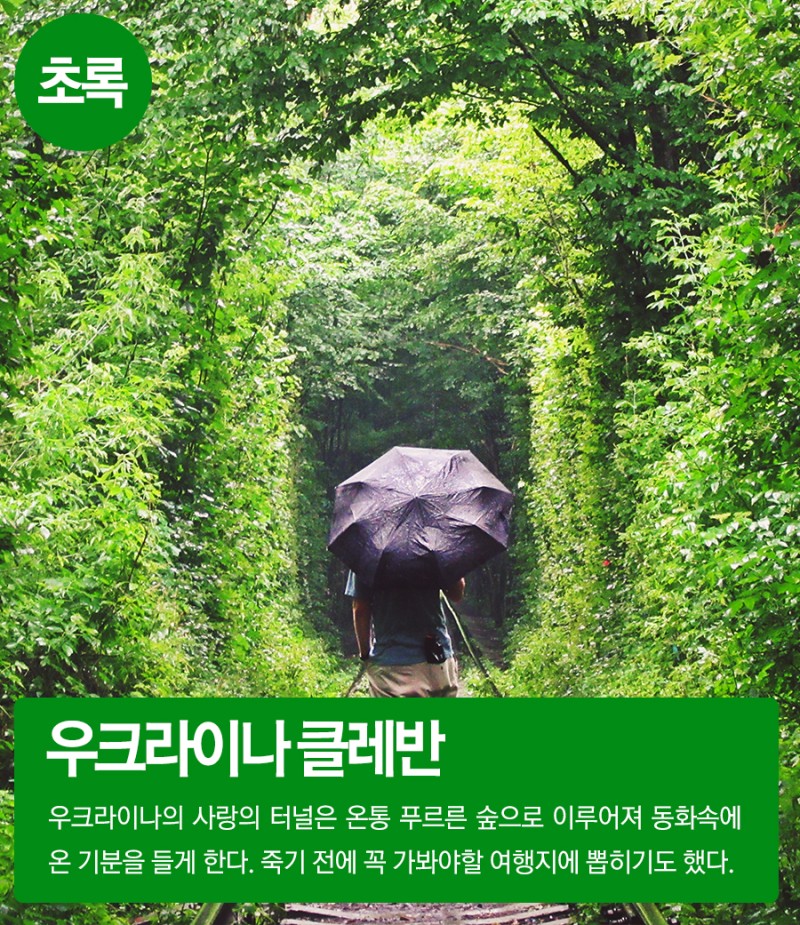 초록
우크라이나 클레반
우크라이나의 사랑의 터널은 온통 푸르른 숲으로 이루어져 동화속에
온 기분을 들게 한다. 죽기 전에 꼭 가봐야할 여행지에 뽑히기도 했다.